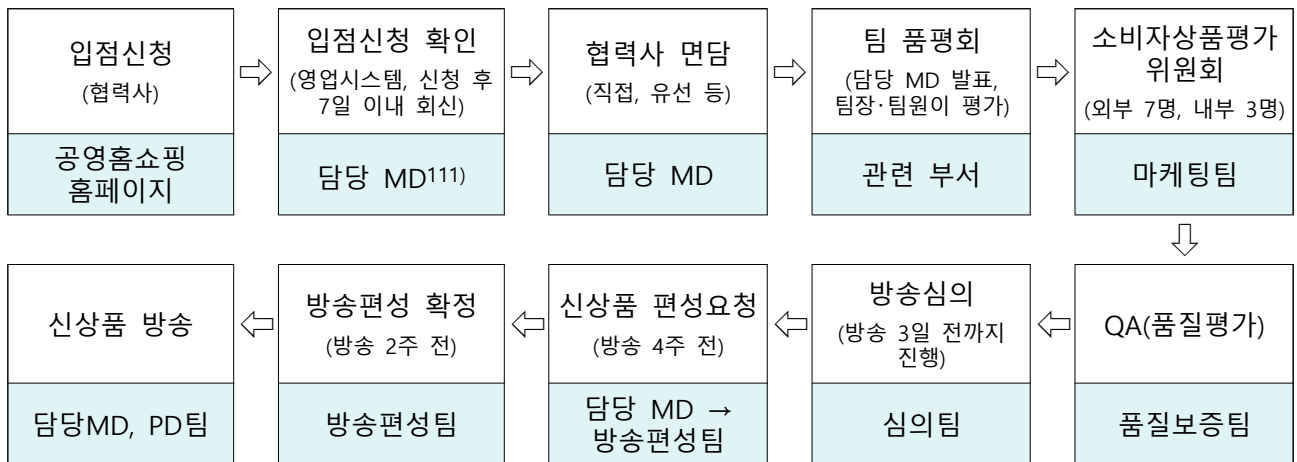 입점신청
(협력사)
공영홈쇼핑
홈페이지
⇨
입점신청 확인
(영업시스템, 신청 후
7일 이내 회신)
담당 MD111)
⇨
협력사 면담
(직접, 유선 등)
담당 MD
⇨
팀 품평회
(담당 MD 발표,
팀장·팀원이 평가)
관련 부서
⇨
소비자상품평가
위원회
(외부 7명, 내부 3명)
마케팅팀
⇩
QA(품질평가)
품질보증팀
⇦
방송심의
(방송 3일 전까지
진행)
심의팀
⇦
신상품 편성요청
(방송 4주 전)
담당 MD →
방송편성팀
⇦
방송편성 확정
(방송 2주 전)
방송편성팀
⇦
신상품 방송
담당MD, PD팀